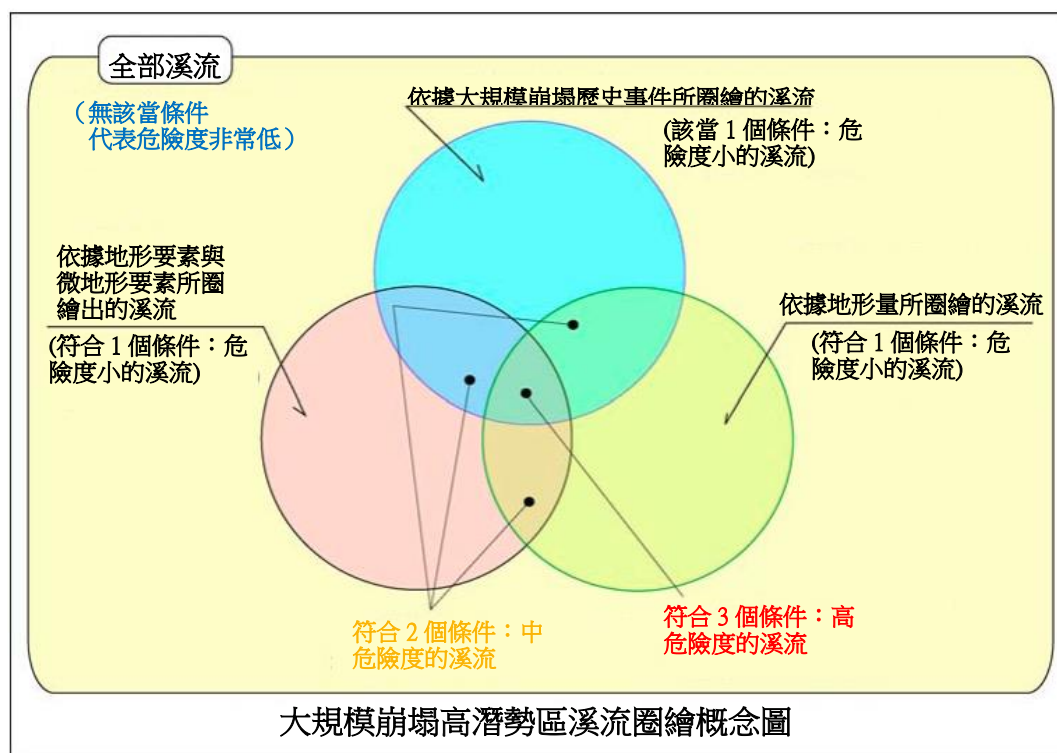 全部溪流
（無該當條件
代表危險度非常低）
依據大規模崩塌歷史事件所圈繪的溪流
(該當 1 個條件：危
險度小的溪流)
依據地形要素與
微地形要素所圈
繪出的溪流
(符合 1 個條件：危
險度小的溪流)
依據地形量所圈繪的溪流
(符合 1 個條件：危
險度小的溪流)
符合 2 個條件：中
危險度的溪流
符合 3 個條件：高
危險度的溪流
大規模崩塌高潛勢區溪流圈繪概念圖